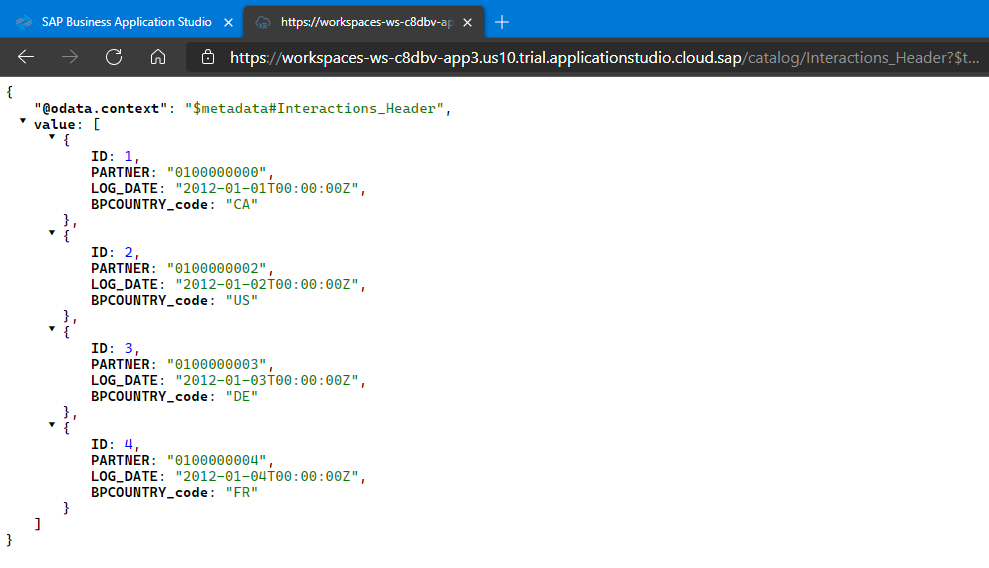 SAP Business Application Studio
https://workspaces-ws-c8dbv-ap
https://workspaces-ws-c8dbv-app3.us10.trial.applicationstudio.cloud.sap/catalog/Interactions_Header?$t...
{
"@odata.context": "$metadata#Interactions_Header",
value: [
{
ID: 1,
PARTNER: "0100000000",
LOG_DATE: "2012-01-01T00:00:00Z",
BPCOUNTRY_code: "CA"
},
{
ID: 2,
PARTNER: "0100000002",
LOG_DATE: "2012-01-02T00:00:00Z",
BPCOUNTRY_code: "US"
},
{
ID: 3,
PARTNER: "0100000003",
LOG_DATE: "2012-01-03T00:00:00Z",
BPCOUNTRY_code: "DE"
},
{
ID: 4,
PARTNER: "0100000004",
LOG_DATE: "2012-01-04T00:00:00Z",
BPCOUNTRY_code: "FR"
}
]
}